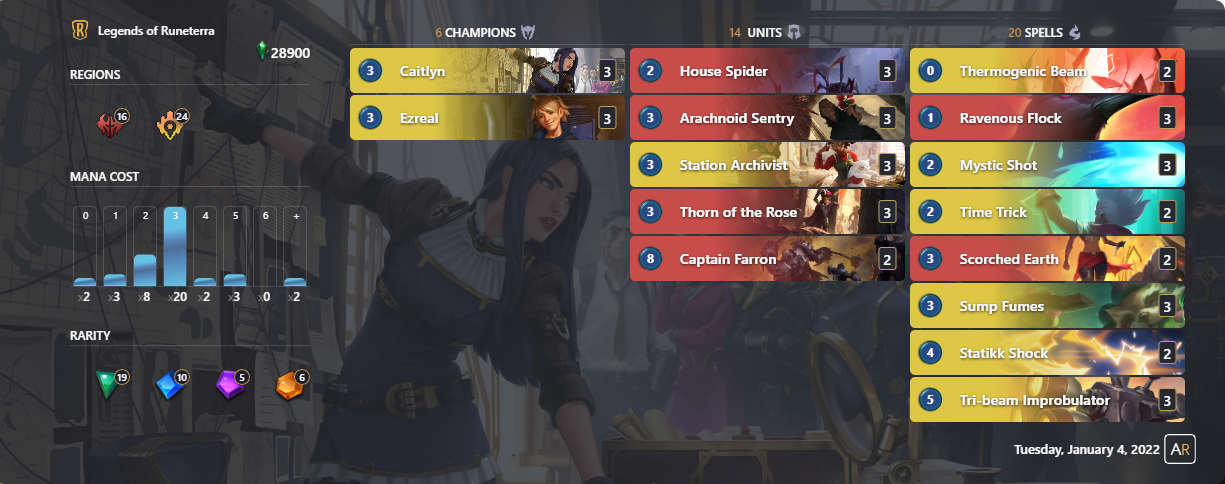 Legends of Runeterra
28900
REGIONS
16
24
MANA COST
0 1 2 3 4 5 6 +
x2 x3 x8 x20 x2 x3 x0 x2
RARITY
19 10 5 6
6 CHAMPIONS
3 Caitlyn 3
3 Ezreal 3
14 UNITS
2 House Spider 3
3 Arachnoid Sentry 3
3 Station Archivist 3
3 Thorn of the Rose 3
8 Captain Farron 2
20 SPELLS
0 Thermogenic Beam 2
1 Ravenous Flock 3
2 Mystic Shot 3
2 Time Trick 2
3 Scorched Earth 2
3 Sump Fumes 3
4 Statikk Shock 2
5 Tri-beam Improbulator 3
Tuesday, January 4, 2022 AR